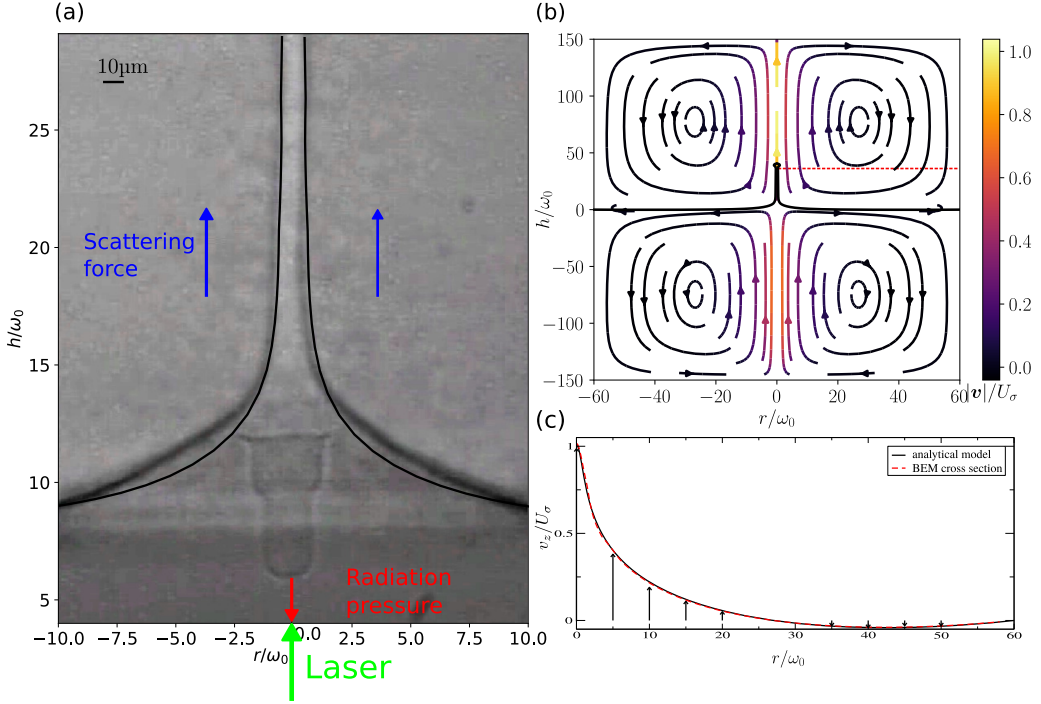 (a)
10µm
25
20
15
10
5
h/ω₀
Scattering
force
Radiation
pressure
−10.0 −7.5 −5.0 −2.5 0.0 2.5 5.0 7.5 10.0
r/ω₀
Laser
(b)
150
100
50
0
−50
−100
−150
h/ω₀
−60 −40 −20 0 20 40 60
r/ω₀
1.0
0.8
0.6
0.4
0.2
0.0
|v|/U_σ
(c)
1
0.5
0
v_z/U_σ
analytical model
BEM cross section
0 10 20 30 40 50 60
r/ω₀